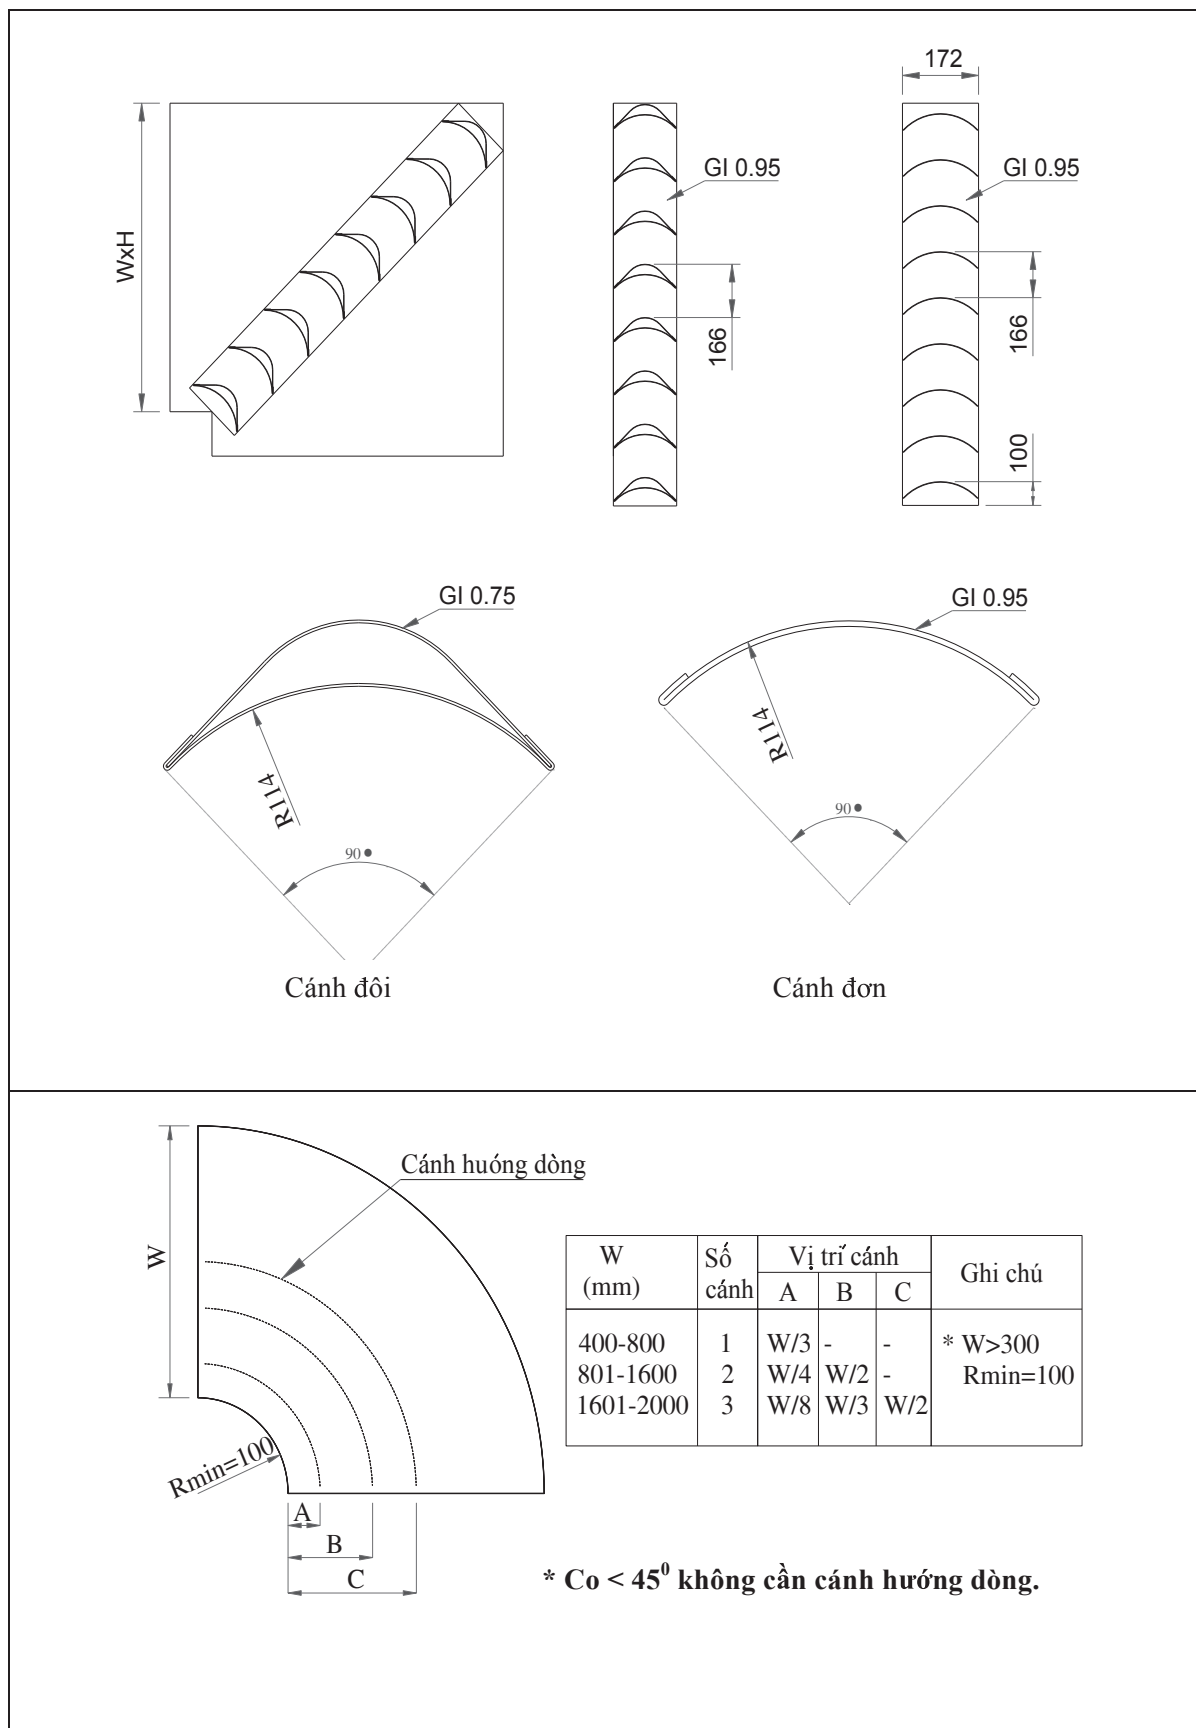 172
GI 0.95
GI 0.95
WxH
166
166
100
GI 0.75
GI 0.95
R114
R114
90
90
Cánh đôi
Cánh đơn
Cánh huóng dòng
W
W
(mm)
Số
cánh
Vị trí cánh
A
B
C
Ghi chú
400-800 1 W/3 - - * W>300
801-1600 2 W/4 W/2 - Rmin=100
1601-2000 3 W/8 W/3 W/2
Rmin=100
A
B
C
* Co < 45⁰ không cần cánh hướng dòng.